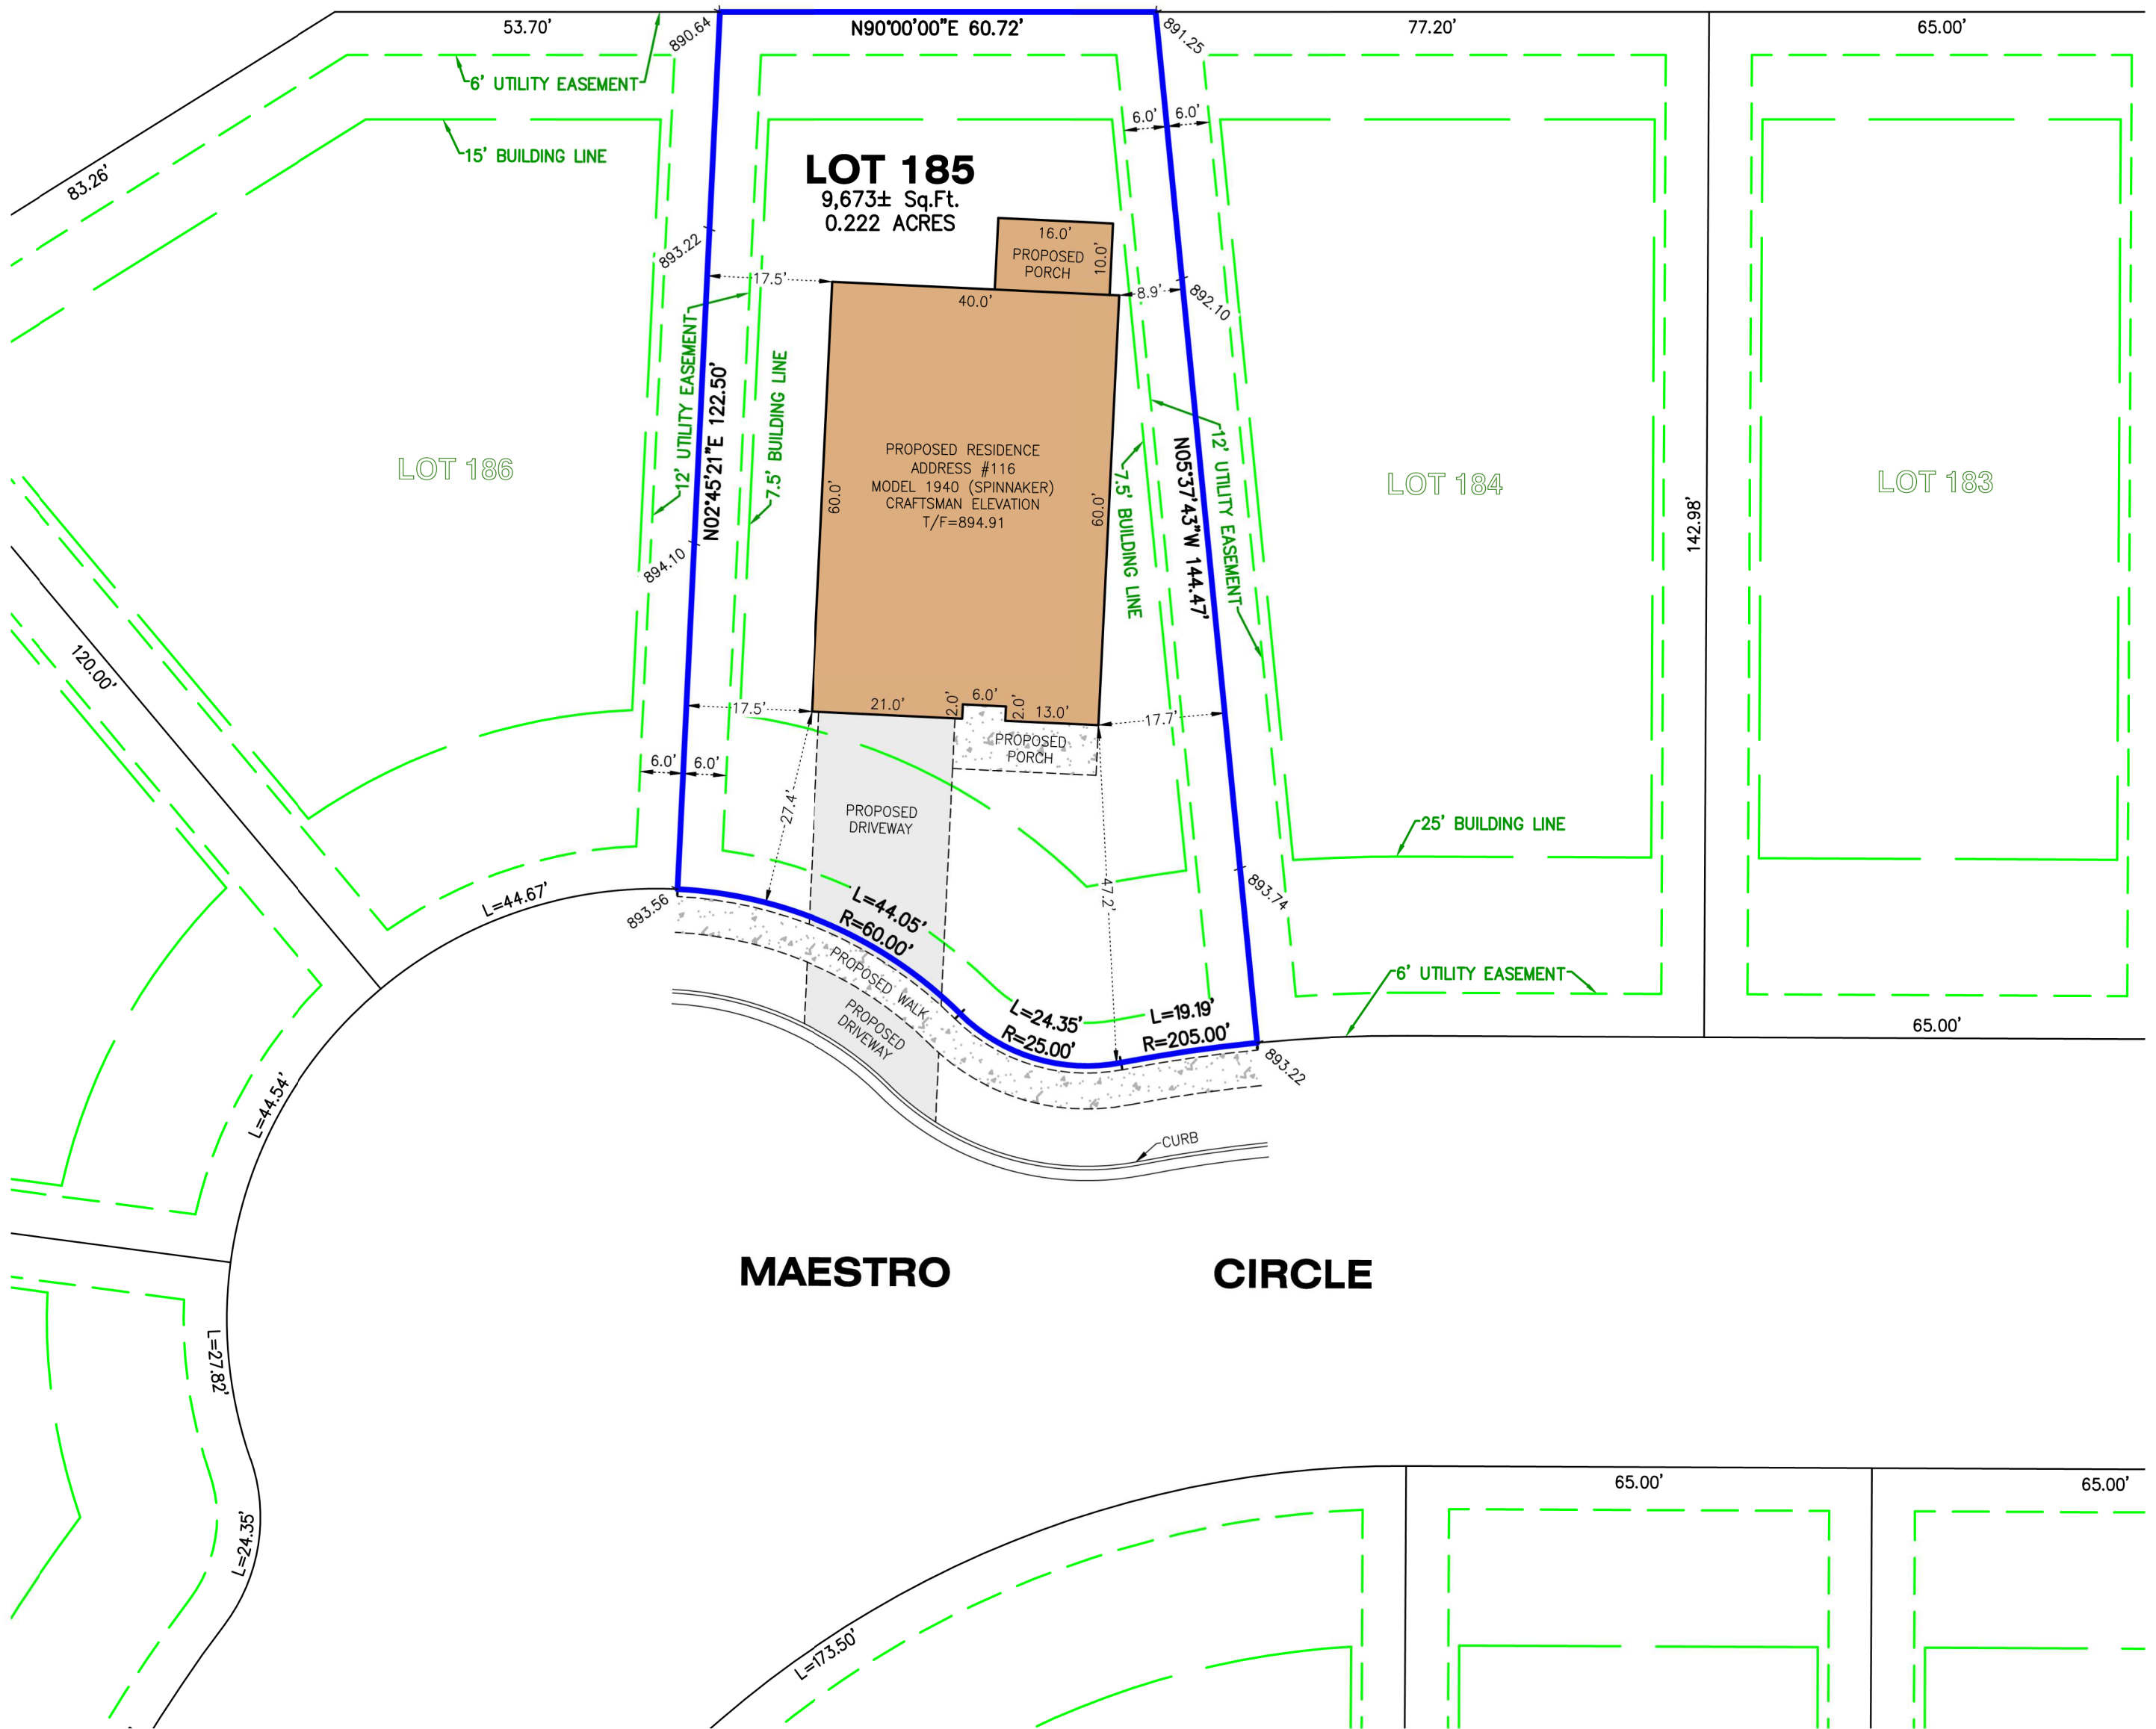 53.70'
890.64
N90°00'00"E 60.72'
891.25
77.20'
65.00'
6' UTILITY EASEMENT
6.0'
6.0'
15' BUILDING LINE
83.26'
LOT 185
9,673± Sq.Ft.
0.222 ACRES
893.22
16.0'
PROPOSED
PORCH
10.0'
17.5'
40.0'
8.9'
892.10
12' UTILITY EASEMENT
N02°45'21"E 122.50'
7.5' BUILDING LINE
LOT 186
60.0'
PROPOSED RESIDENCE
ADDRESS #116
MODEL 1940 (SPINNAKER)
CRAFTSMAN ELEVATION
T/F=894.91
60.0'
7.5' BUILDING LINE
N05°37'43"W 144.47'
12' UTILITY EASEMENT
LOT 184
142.98'
LOT 183
894.10
120.00'
17.5'
21.0'
2.0'
6.0'
2.0'
13.0'
17.7'
PROPOSED
PORCH
6.0'
6.0'
27.4'
PROPOSED
DRIVEWAY
25' BUILDING LINE
47.2'
893.74
L=44.67'
893.56
L=44.05'
R=60.00'
PROPOSED WALK
6' UTILITY EASEMENT
PROPOSED
DRIVEWAY
L=24.35'
R=25.00'
L=19.19'
R=205.00'
65.00'
893.22
L=44.54'
CURB
MAESTRO CIRCLE
L=27.82'
65.00'
65.00'
L=24.35'
L=173.50'